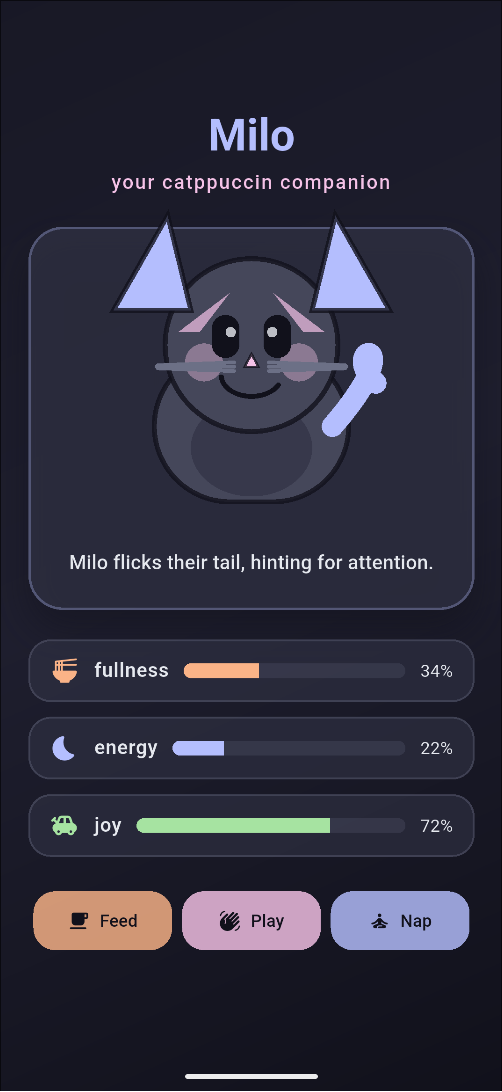 Milo
your catppuccin companion
Milo flicks their tail, hinting for attention.
fullness 34%
energy 22%
joy 72%
Feed Play Nap